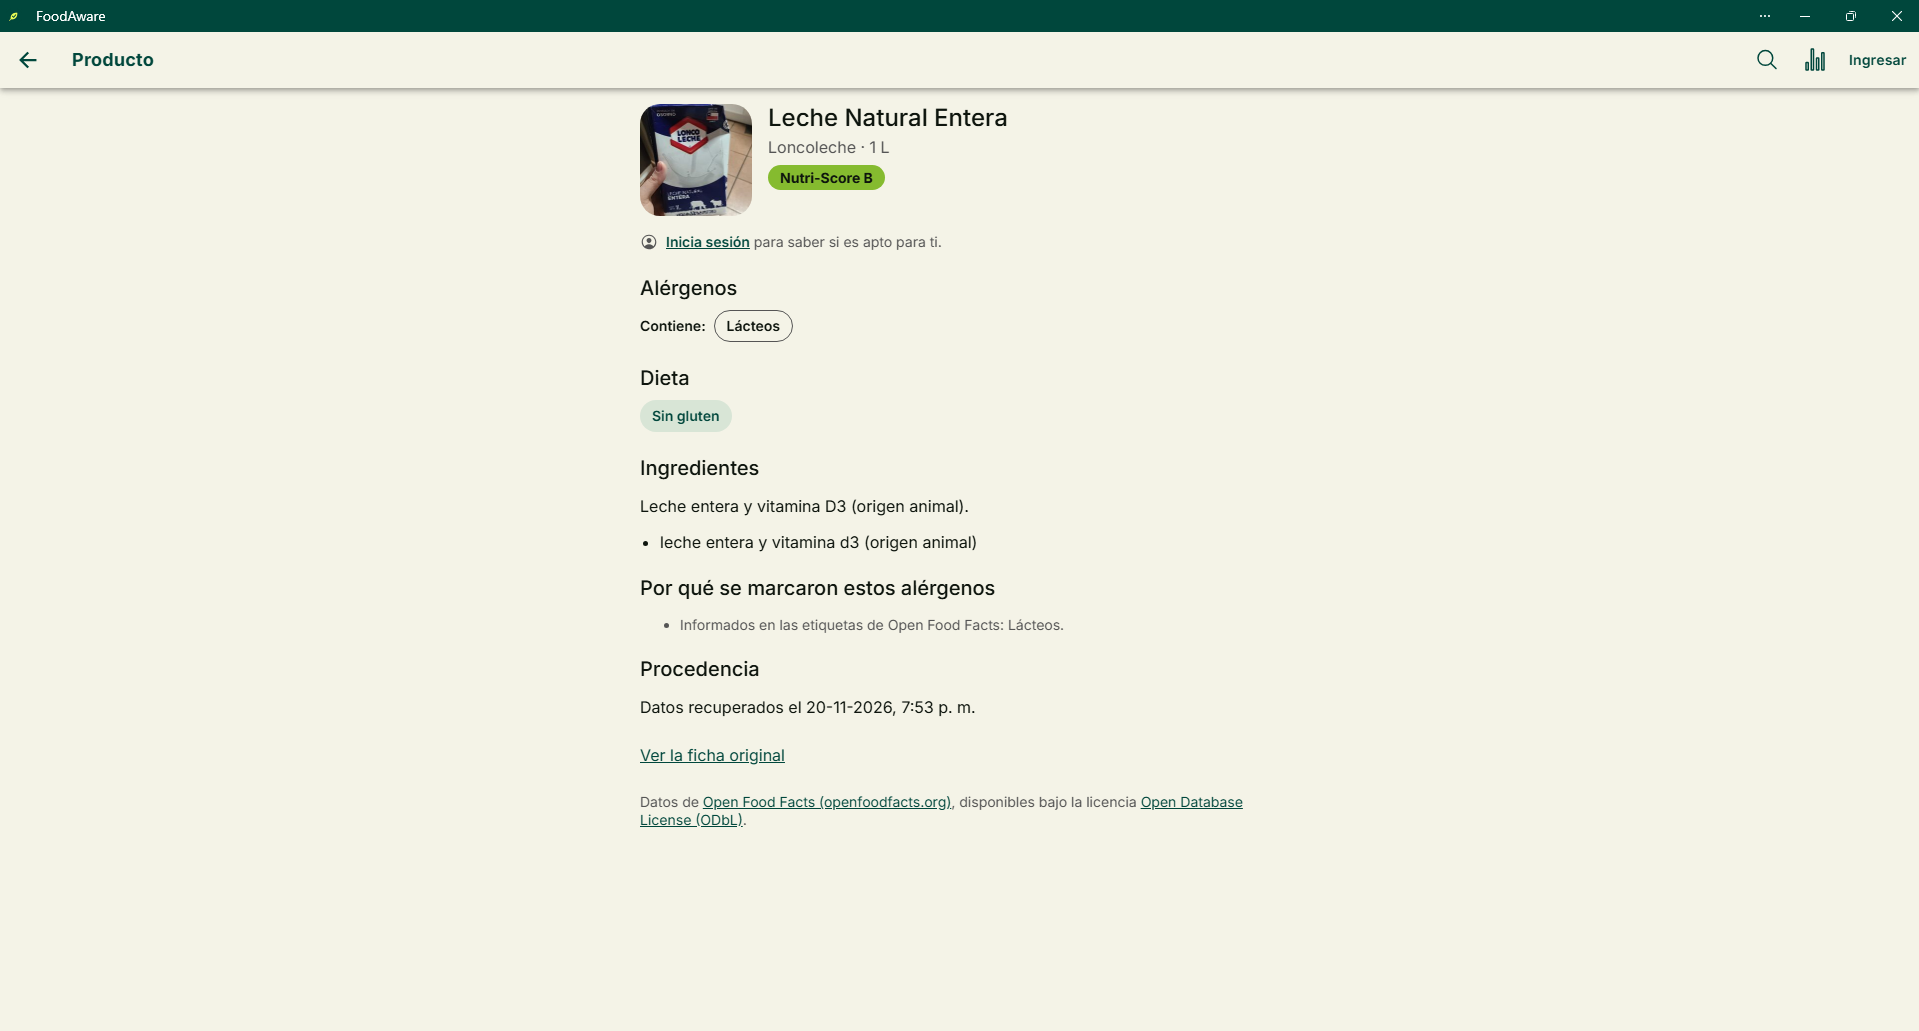 FoodAware
Producto
Ingresar
LONCO
LECHE
ENTERA
Leche Natural Entera
Loncoleche · 1 L
Nutri-Score B
Inicia sesión para saber si es apto para ti.
Alérgenos
Contiene: Lácteos
Dieta
Sin gluten
Ingredientes
Leche entera y vitamina D3 (origen animal).
• leche entera y vitamina d3 (origen animal)
Por qué se marcaron estos alérgenos
• Informados en las etiquetas de Open Food Facts: Lácteos.
Procedencia
Datos recuperados el 20-11-2026, 7:53 p. m.
Ver la ficha original
Datos de Open Food Facts (openfoodfacts.org), disponibles bajo la licencia Open Database
License (ODbL).